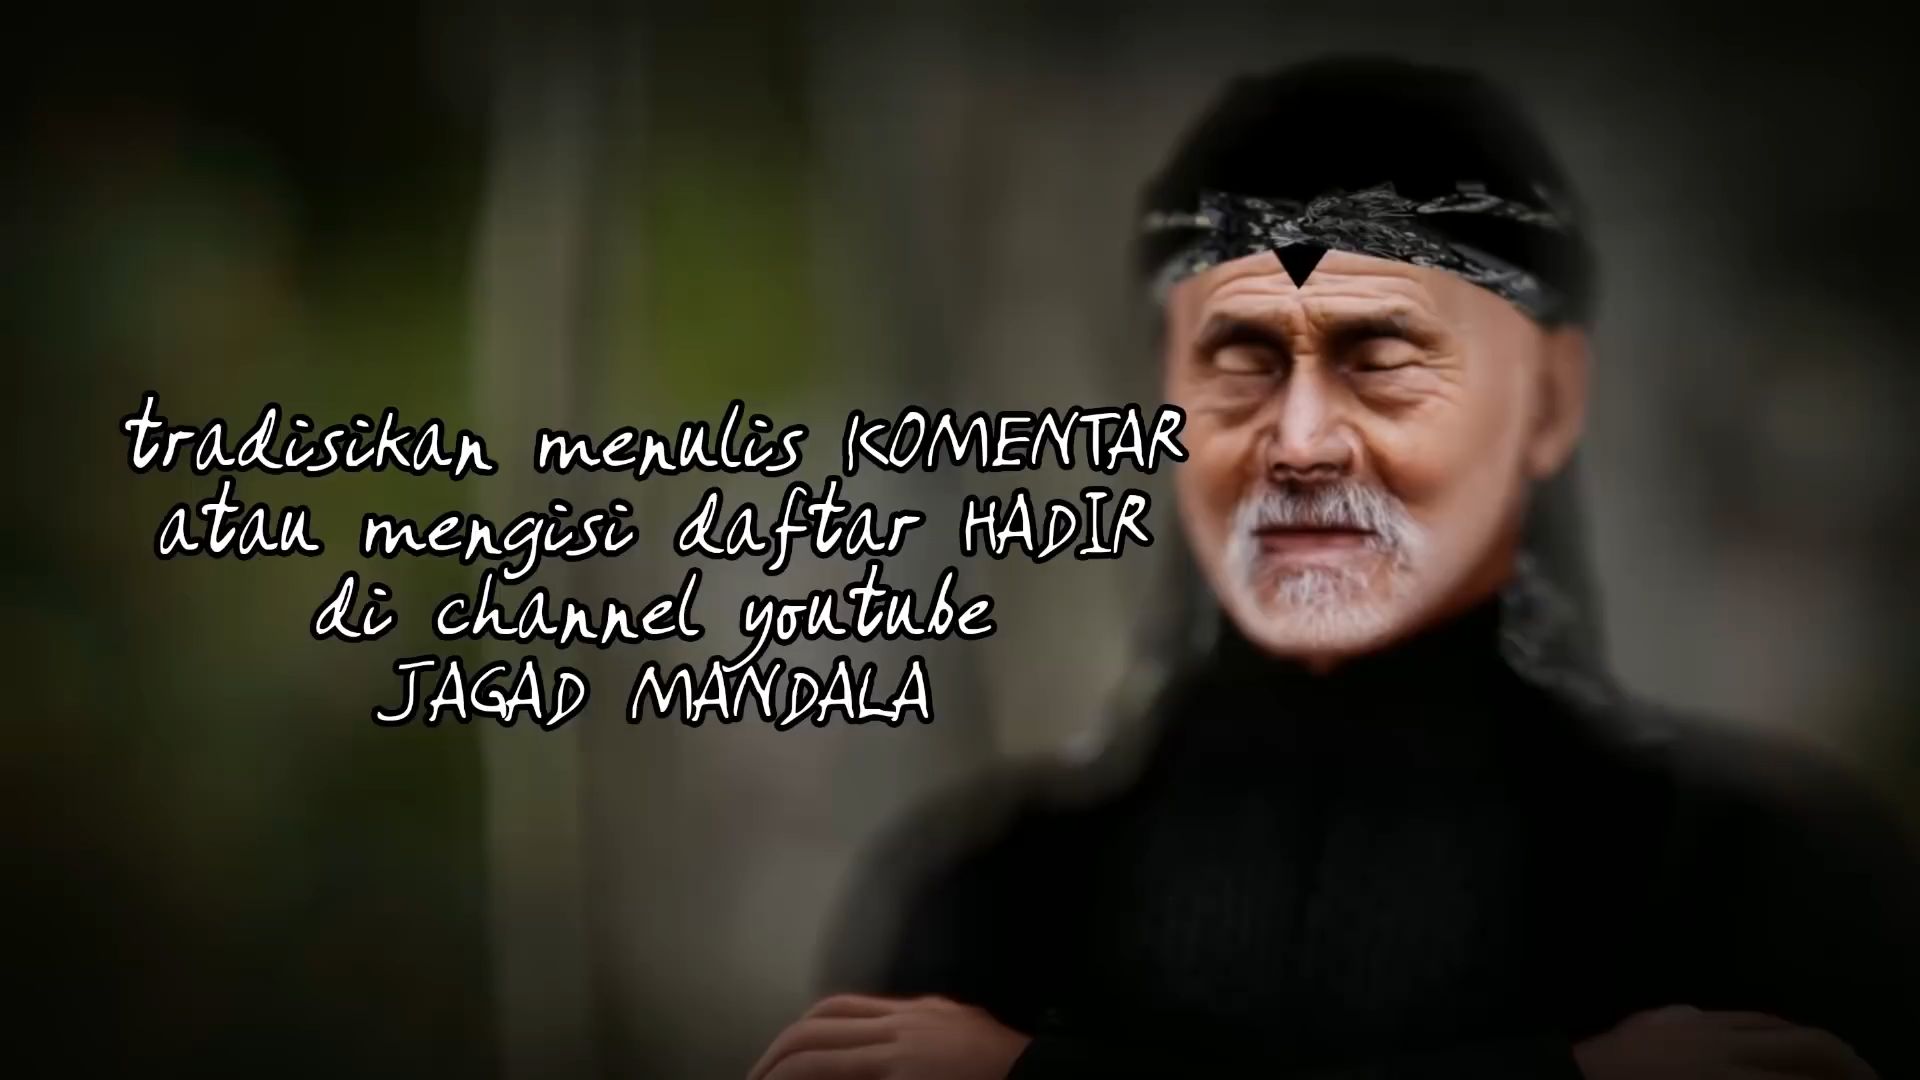 tradisikan menulis KOMENTAR
atau mengisi daftar HADIR
di channel youtube
JAGAD MANDALA